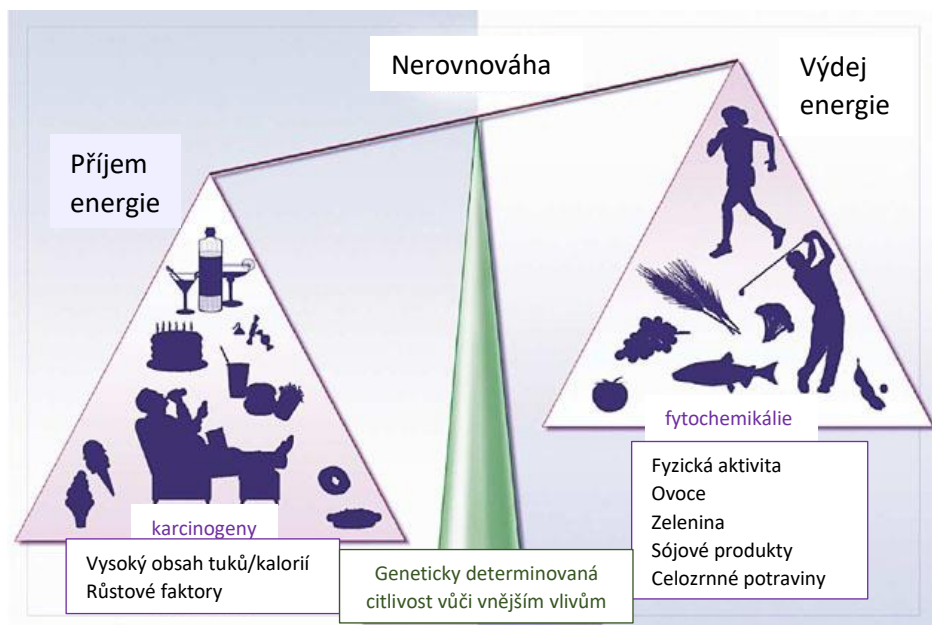 Nerovnováha
Výdej
energie
Příjem
energie
fytochemikálie
Fyzická aktivita
Ovoce
Zelenina
Sójové produkty
Celozrnné potraviny
karcinogeny
Vysoký obsah tuků/kalorií
Růstové faktory
Geneticky determinovaná
citlivost vůči vnějším vlivům